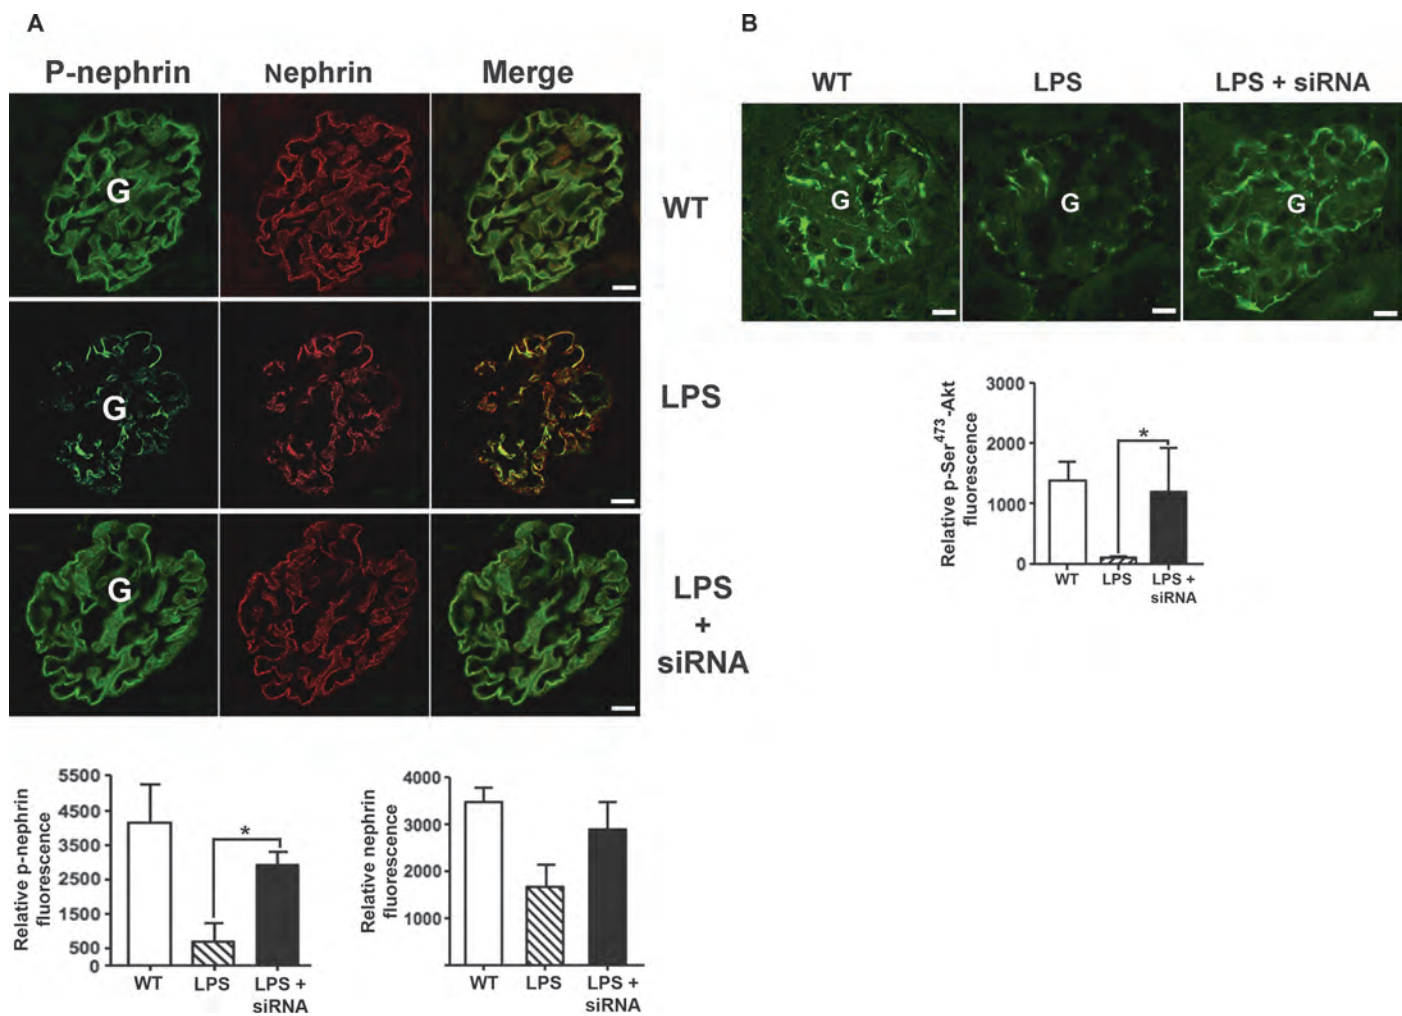 A
P-nephrin Nephrin Merge
G
WT
G
LPS
G
LPS
+
siRNA
Relative p-nephrin
fluorescence
5500
4500
3500
2500
1500
500
0
*
WT LPS LPS +
siRNA
Relative nephrin
fluorescence
4000
3000
2000
1000
WT LPS LPS +
siRNA
B
WT LPS LPS + siRNA
G G G
Relative p-Ser473-Akt
fluorescence
3000
2000
1000
0
*
WT LPS LPS +
siRNA